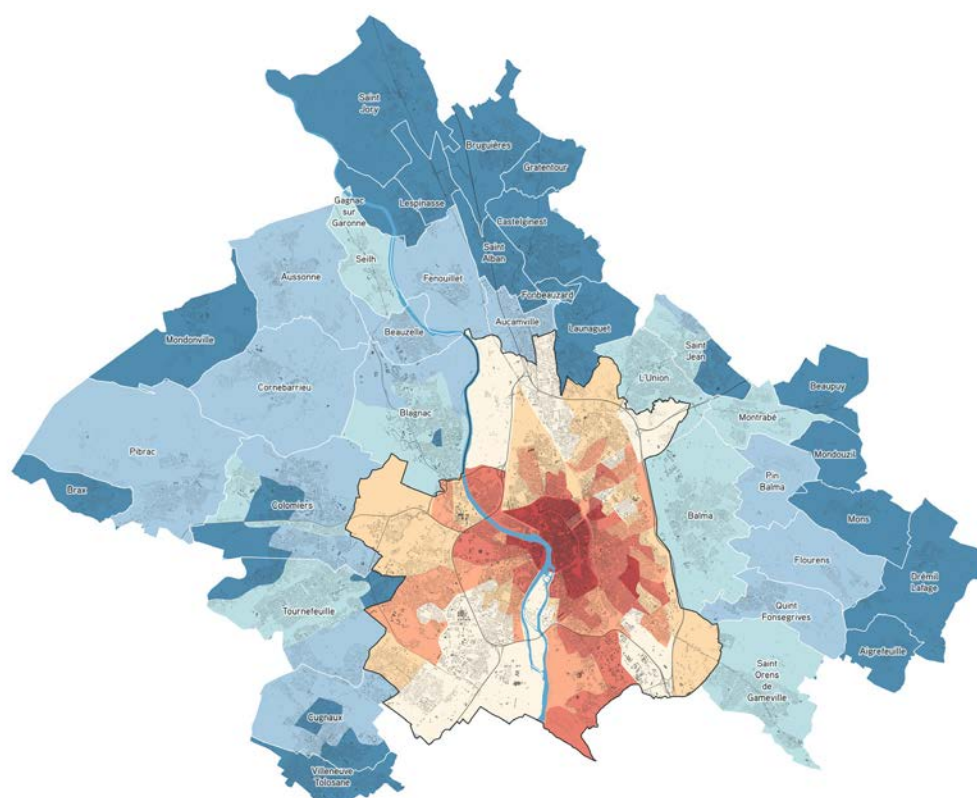 Saint
Jory
Bruguières
Gratentour
Lespinasse
Gagnac
sur
Garonne
Castelginest
Saint
Alban
Seilh
Aussonne
Fenouillet
Fonbeauzard
Aucamville
Launaguet
Beauzelle
Mondonville
Saint
Jean
L'Union
Cornebarrieu
Beaupuy
Blagnac
Montrabé
Pibrac
Mondouzil
Pin
Balma
Brax
Colomiers
Balma
Mons
Flourens
Drémil
Lafage
Tournefeuille
Quint
Fonsegrives
Aigrefeuille
Saint
Orens
de
Gameville
Cugnaux
Villeneuve
Tolosane